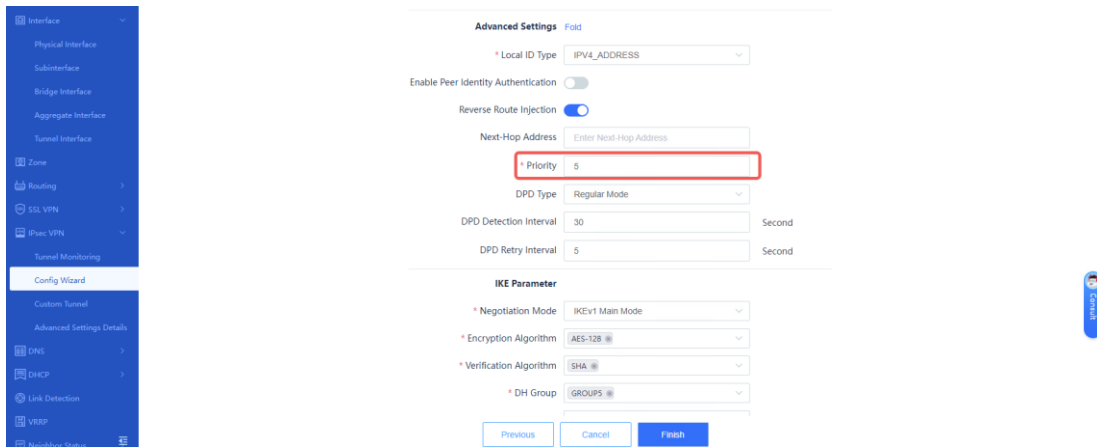 Interface
Physical Interface
Subinterface
Bridge Interface
Aggregate Interface
Tunnel Interface
Zone
Routing
SSL VPN
IPsec VPN
Tunnel Monitoring
Config Wizard
Custom Tunnel
Advanced Settings Details
DNS
DHCP
Link Detection
VRRP
Neighbor Status
Advanced Settings Fold
* Local ID Type IPV4_ADDRESS
Enable Peer Identity Authentication
Reverse Route Injection
Next-Hop Address Enter Next-Hop Address
* Priority 5
DPD Type Regular Mode
DPD Detection Interval 30 Second
DPD Retry Interval 5 Second
IKE Parameter
* Negotiation Mode IKEv1 Main Mode
* Encryption Algorithm AES-128
* Verification Algorithm SHA
* DH Group GROUP5
Previous Cancel Finish
Consult